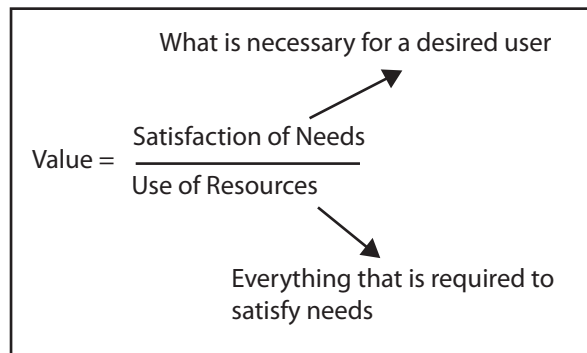 What is necessary for a desired user
Satisfaction of Needs
Value =
Use of Resources
Everything that is required to
satisfy needs